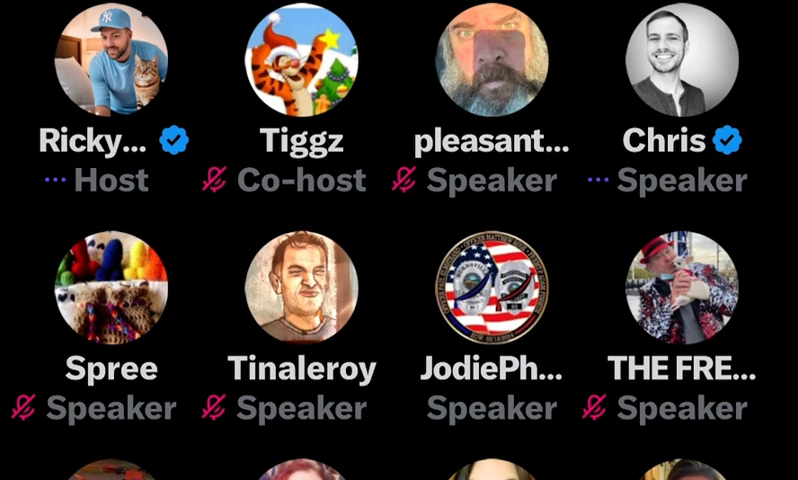 Ricky... Tiggz pleasant... Chris
Host Co-host Speaker Speaker
Spree Tinaleroy JodiePh... THE FRE...
Speaker Speaker Speaker Speaker